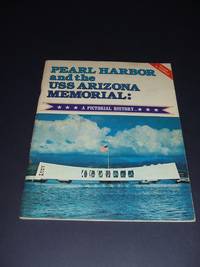 PEARL HARBOR
and the
USS ARIZONA
MEMORIAL:
A PICTORIAL HISTORY